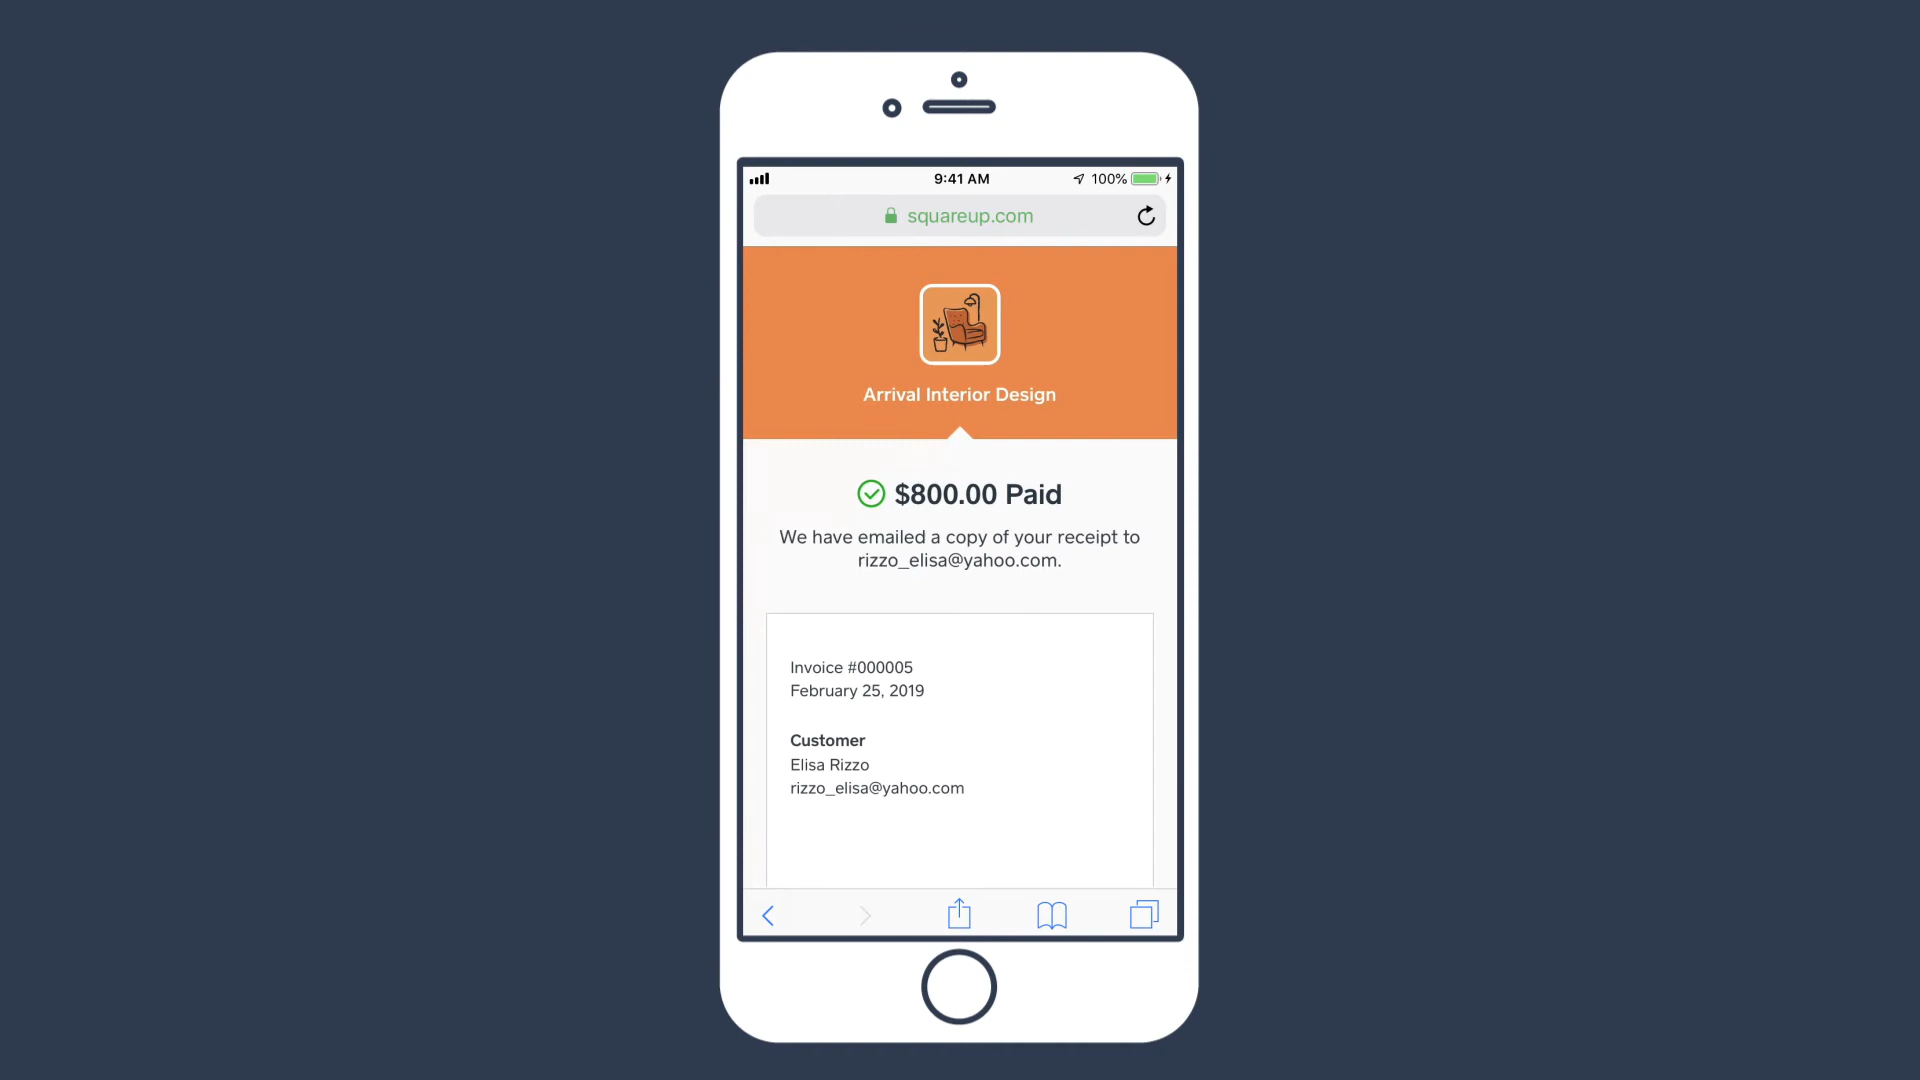 9:41 AM
100%
squareup.com
Arrival Interior Design
$800.00 Paid
We have emailed a copy of your receipt to
rizzo_elisa@yahoo.com.
Invoice #000005
February 25, 2019
Customer
Elisa Rizzo
rizzo_elisa@yahoo.com